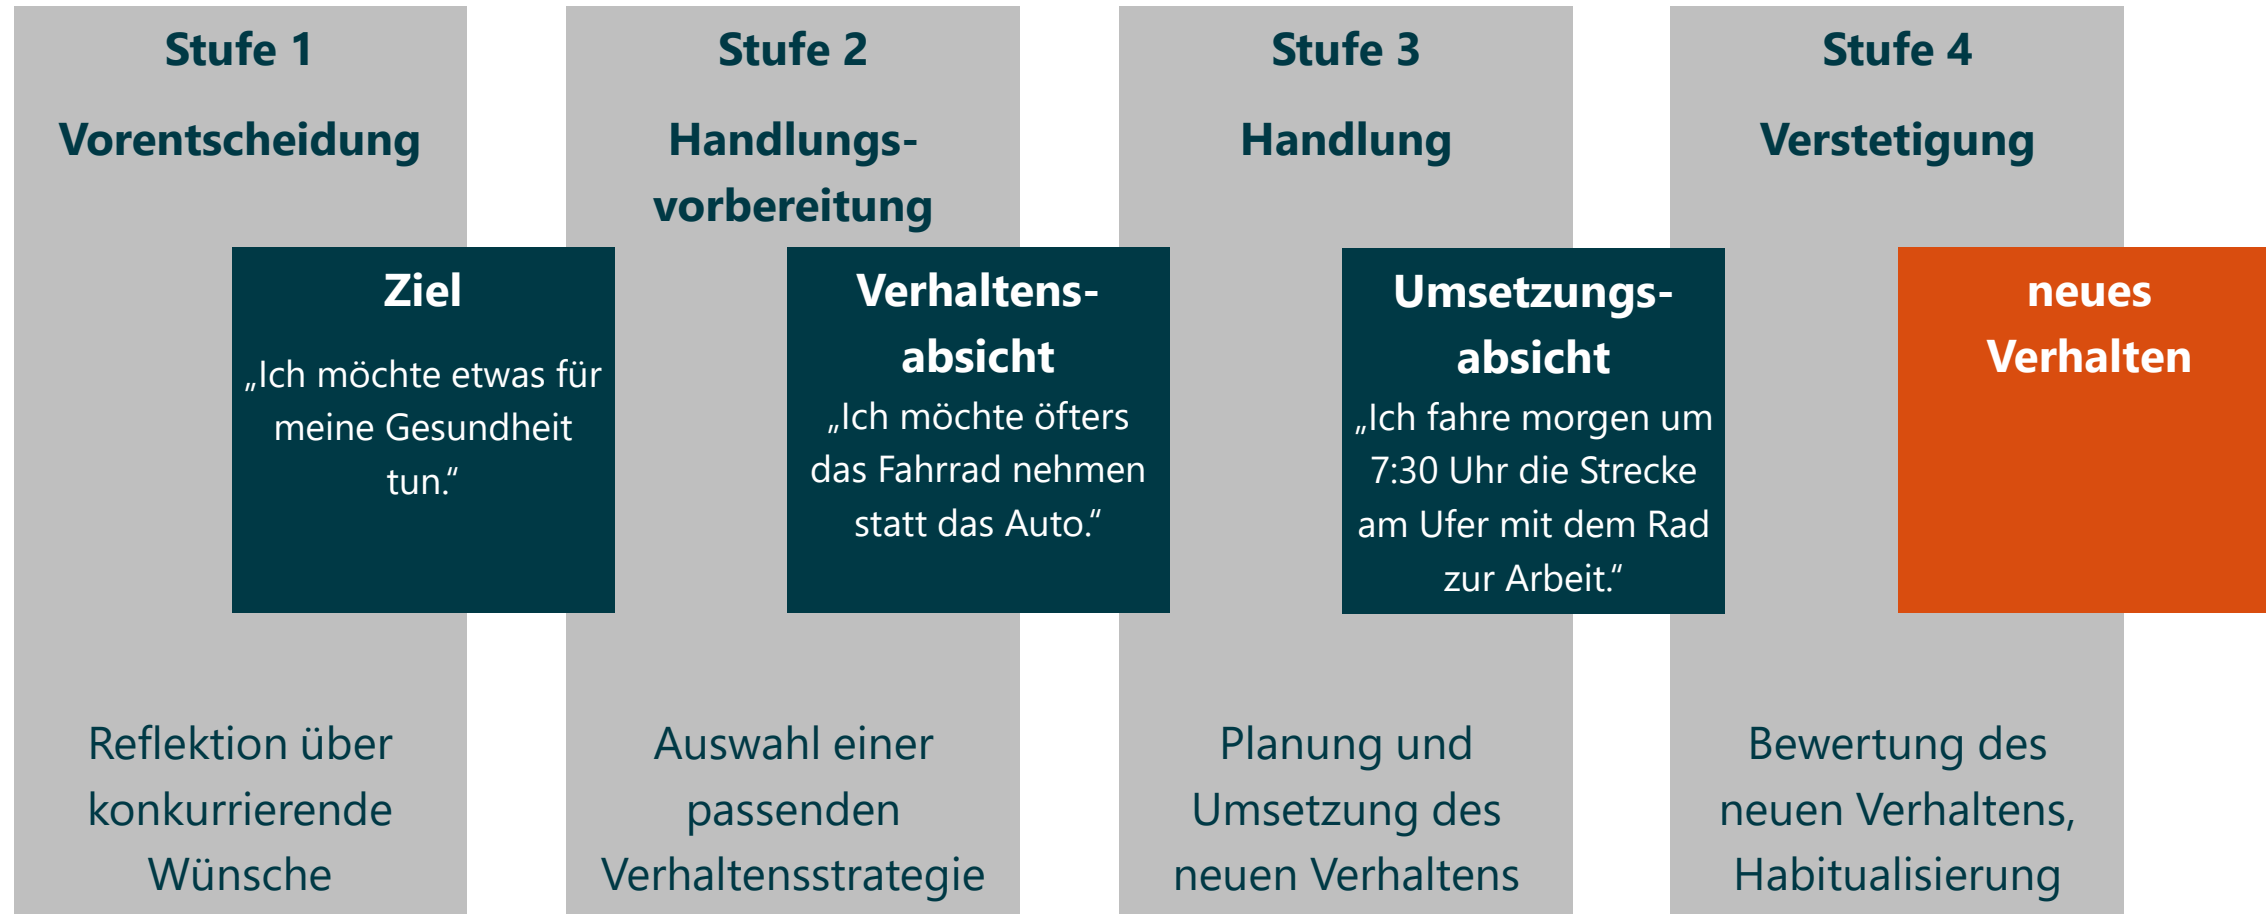 Stufe 1
Vorentscheidung
Ziel
„Ich möchte etwas für
meine Gesundheit
tun.“
Reflektion über
konkurrierende
Wünsche
Stufe 2
Handlungs-
vorbereitung
Verhaltens-
absicht
„Ich möchte öfters
das Fahrrad nehmen
statt das Auto.“
Auswahl einer
passenden
Verhaltensstrategie
Stufe 3
Handlung
Umsetzungs-
absicht
„Ich fahre morgen um
7:30 Uhr die Strecke
am Ufer mit dem Rad
zur Arbeit.“
Planung und
Umsetzung des
neuen Verhaltens
Stufe 4
Verstetigung
neues
Verhalten
Bewertung des
neuen Verhaltens,
Habitualisierung